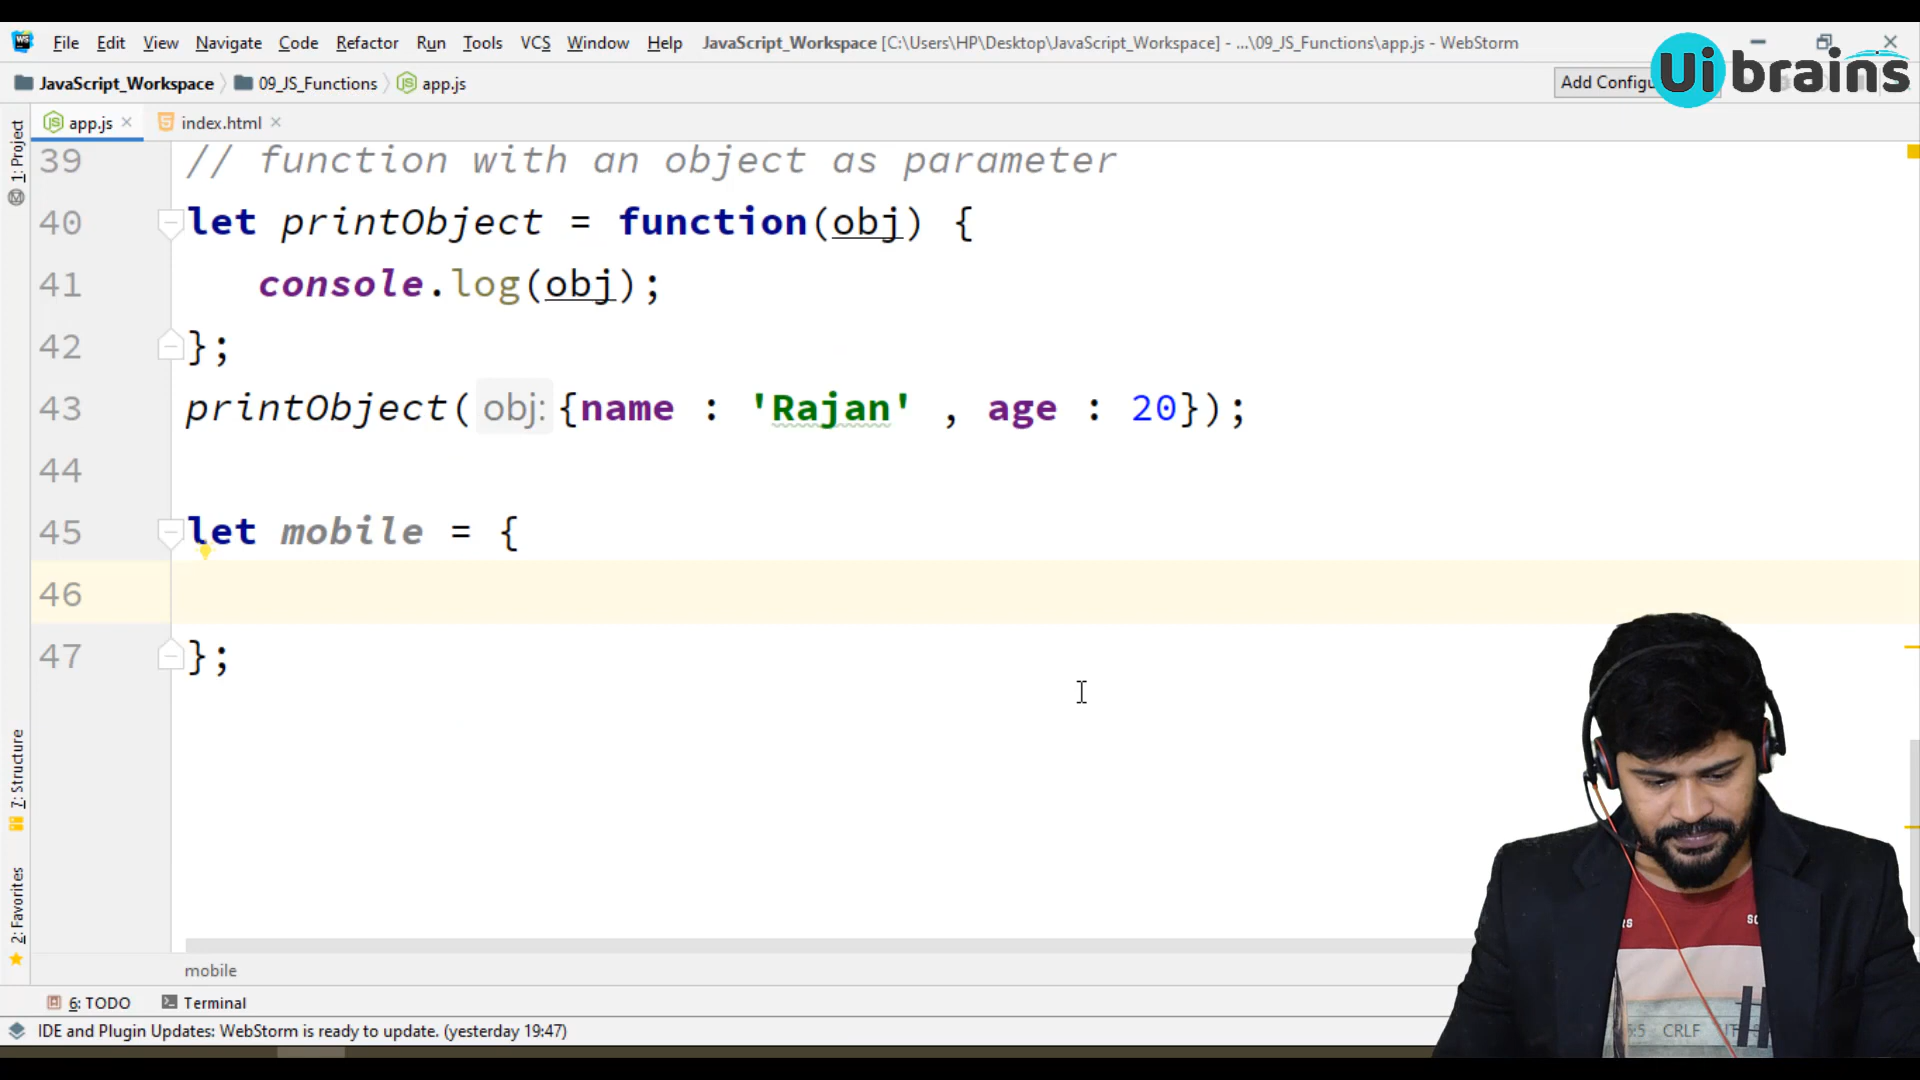 File Edit View Navigate Code Refactor Run Tools VCS Window Help JavaScript_Workspace [C:\Users\HP\Desktop\JavaScript_Workspace] - ...\09_JS_Functions\app.js - WebStorm
JavaScript_Workspace 09_JS_Functions app.js
Add Configu
Ui brains
app.js index.html
1: Project
39 // function with an object as parameter
40 let printObject = function(obj) {
41 console.log(obj);
42 };
43 printObject( obj: {name : 'Rajan' , age : 20});
44
45 let mobile = {
46
47 };
7: Structure
2: Favorites
mobile
6: TODO Terminal
IDE and Plugin Updates: WebStorm is ready to update. (yesterday 19:47)
CRLF